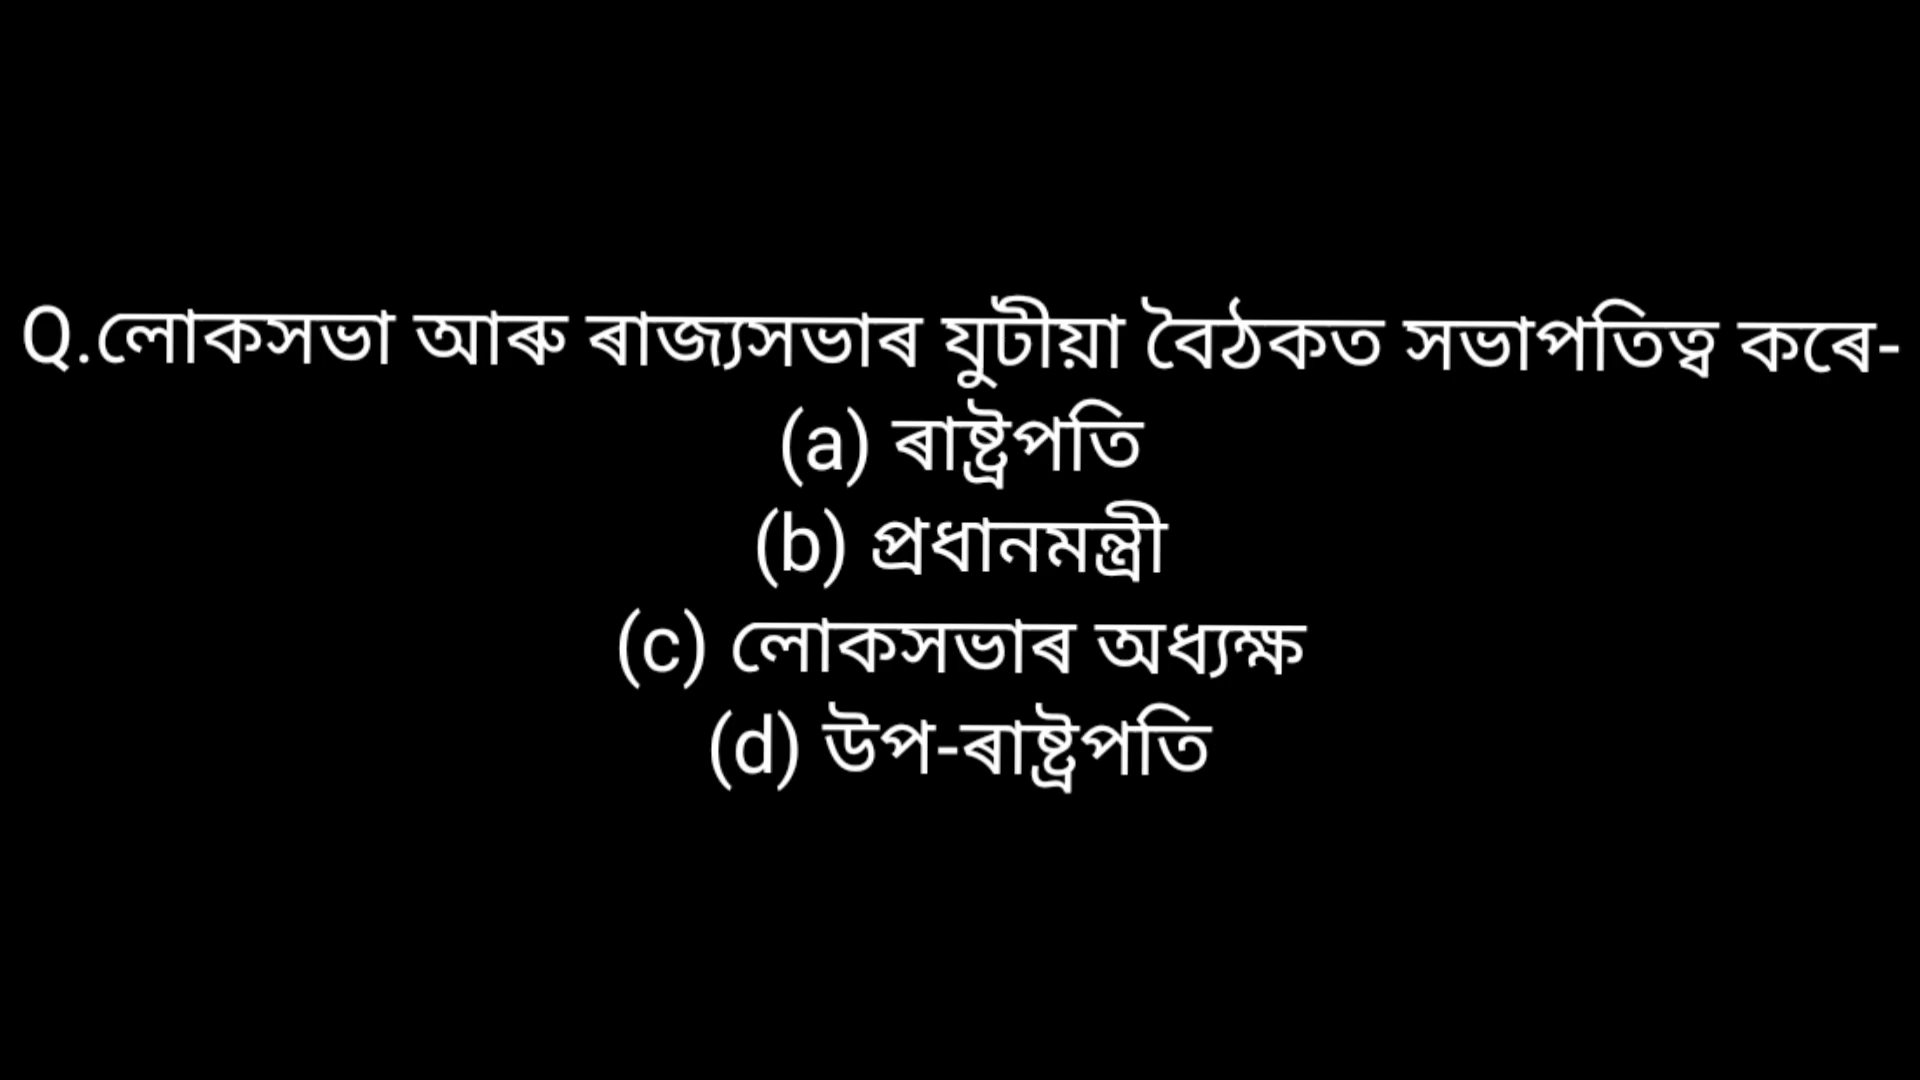 Q.লোকসভা আৰু ৰাজ্যসভাৰ যুটীয়া বৈঠকত সভাপতিত্ব কৰে-
(a) ৰাষ্ট্ৰপতি
(b) প্ৰধানমন্ত্ৰী
(c) লোকসভাৰ অধ্যক্ষ
(d) উপ-ৰাষ্ট্ৰপতি